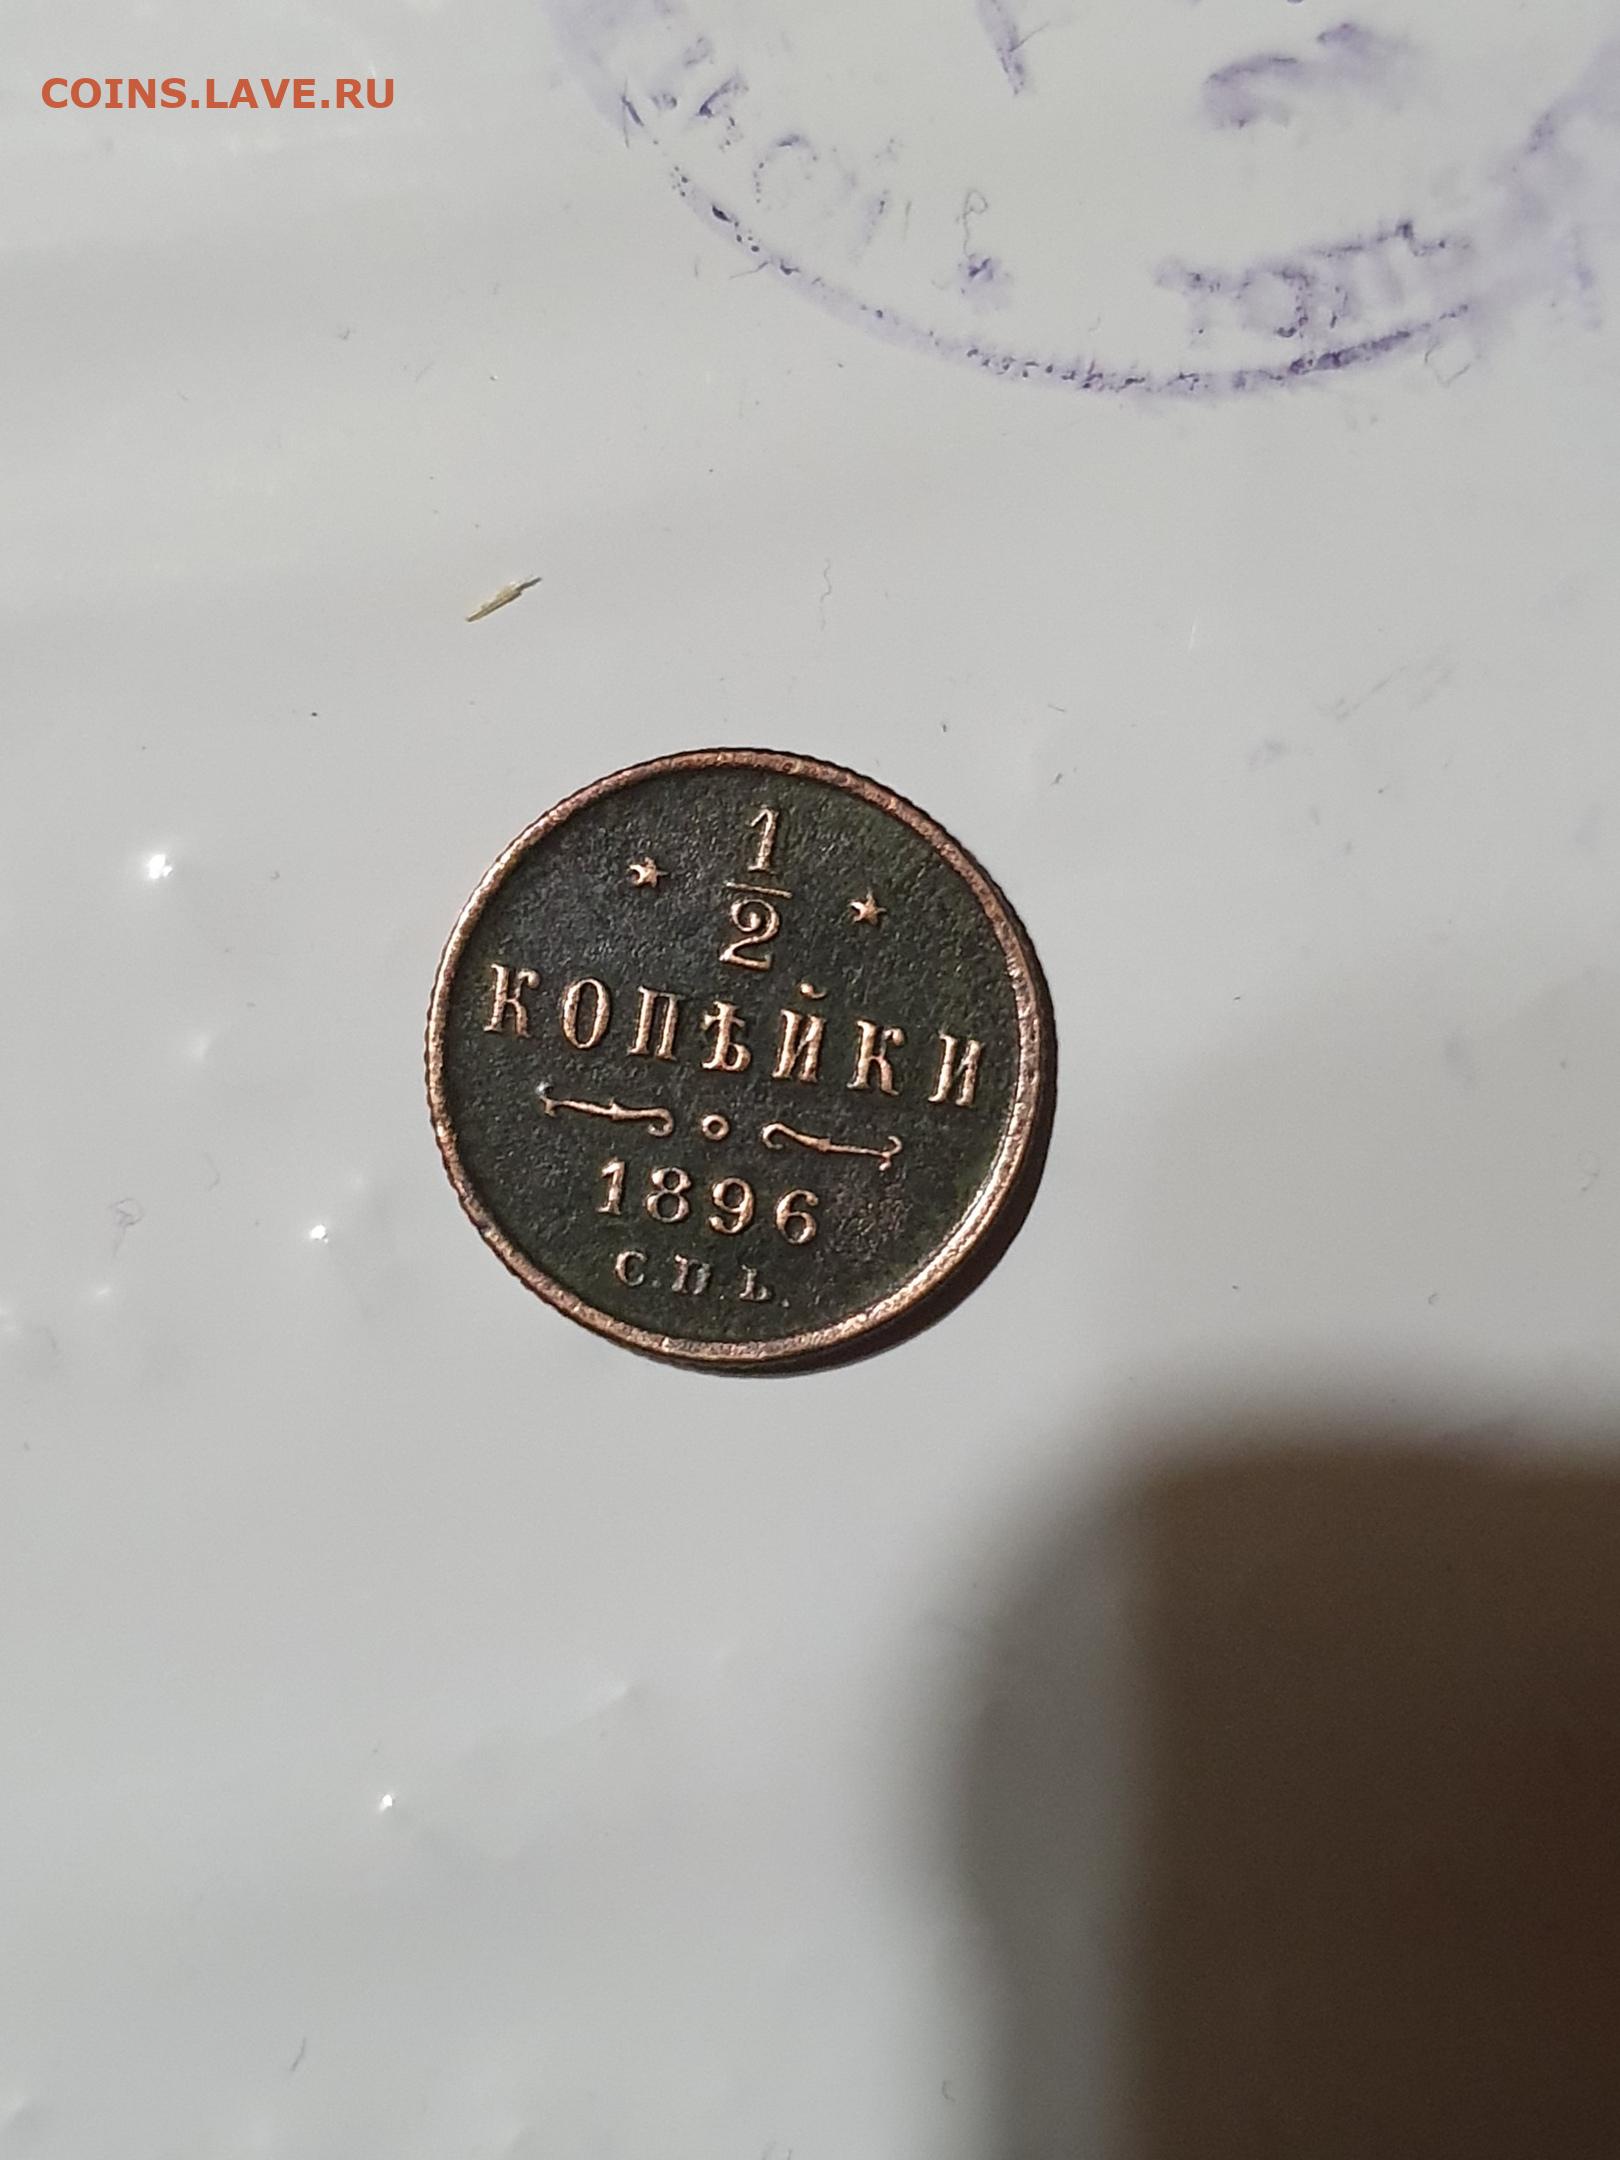 COINS.LAVE.RU
1
2
КОПѢЙКИ
1896
С.П.Б.